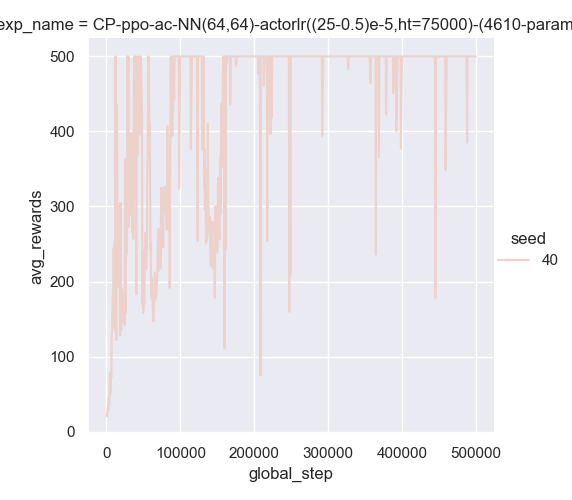 exp_name = CP-ppo-ac-NN(64,64)-actorlr((25-0.5)e-5,ht=75000)-(4610-param
500
400
300
200
100
0
avg_rewards
seed
40
0 100000 200000 300000 400000 500000
global_step